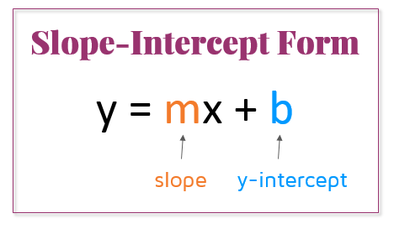 Slope-Intercept Form
y = mx + b
slope y-intercept